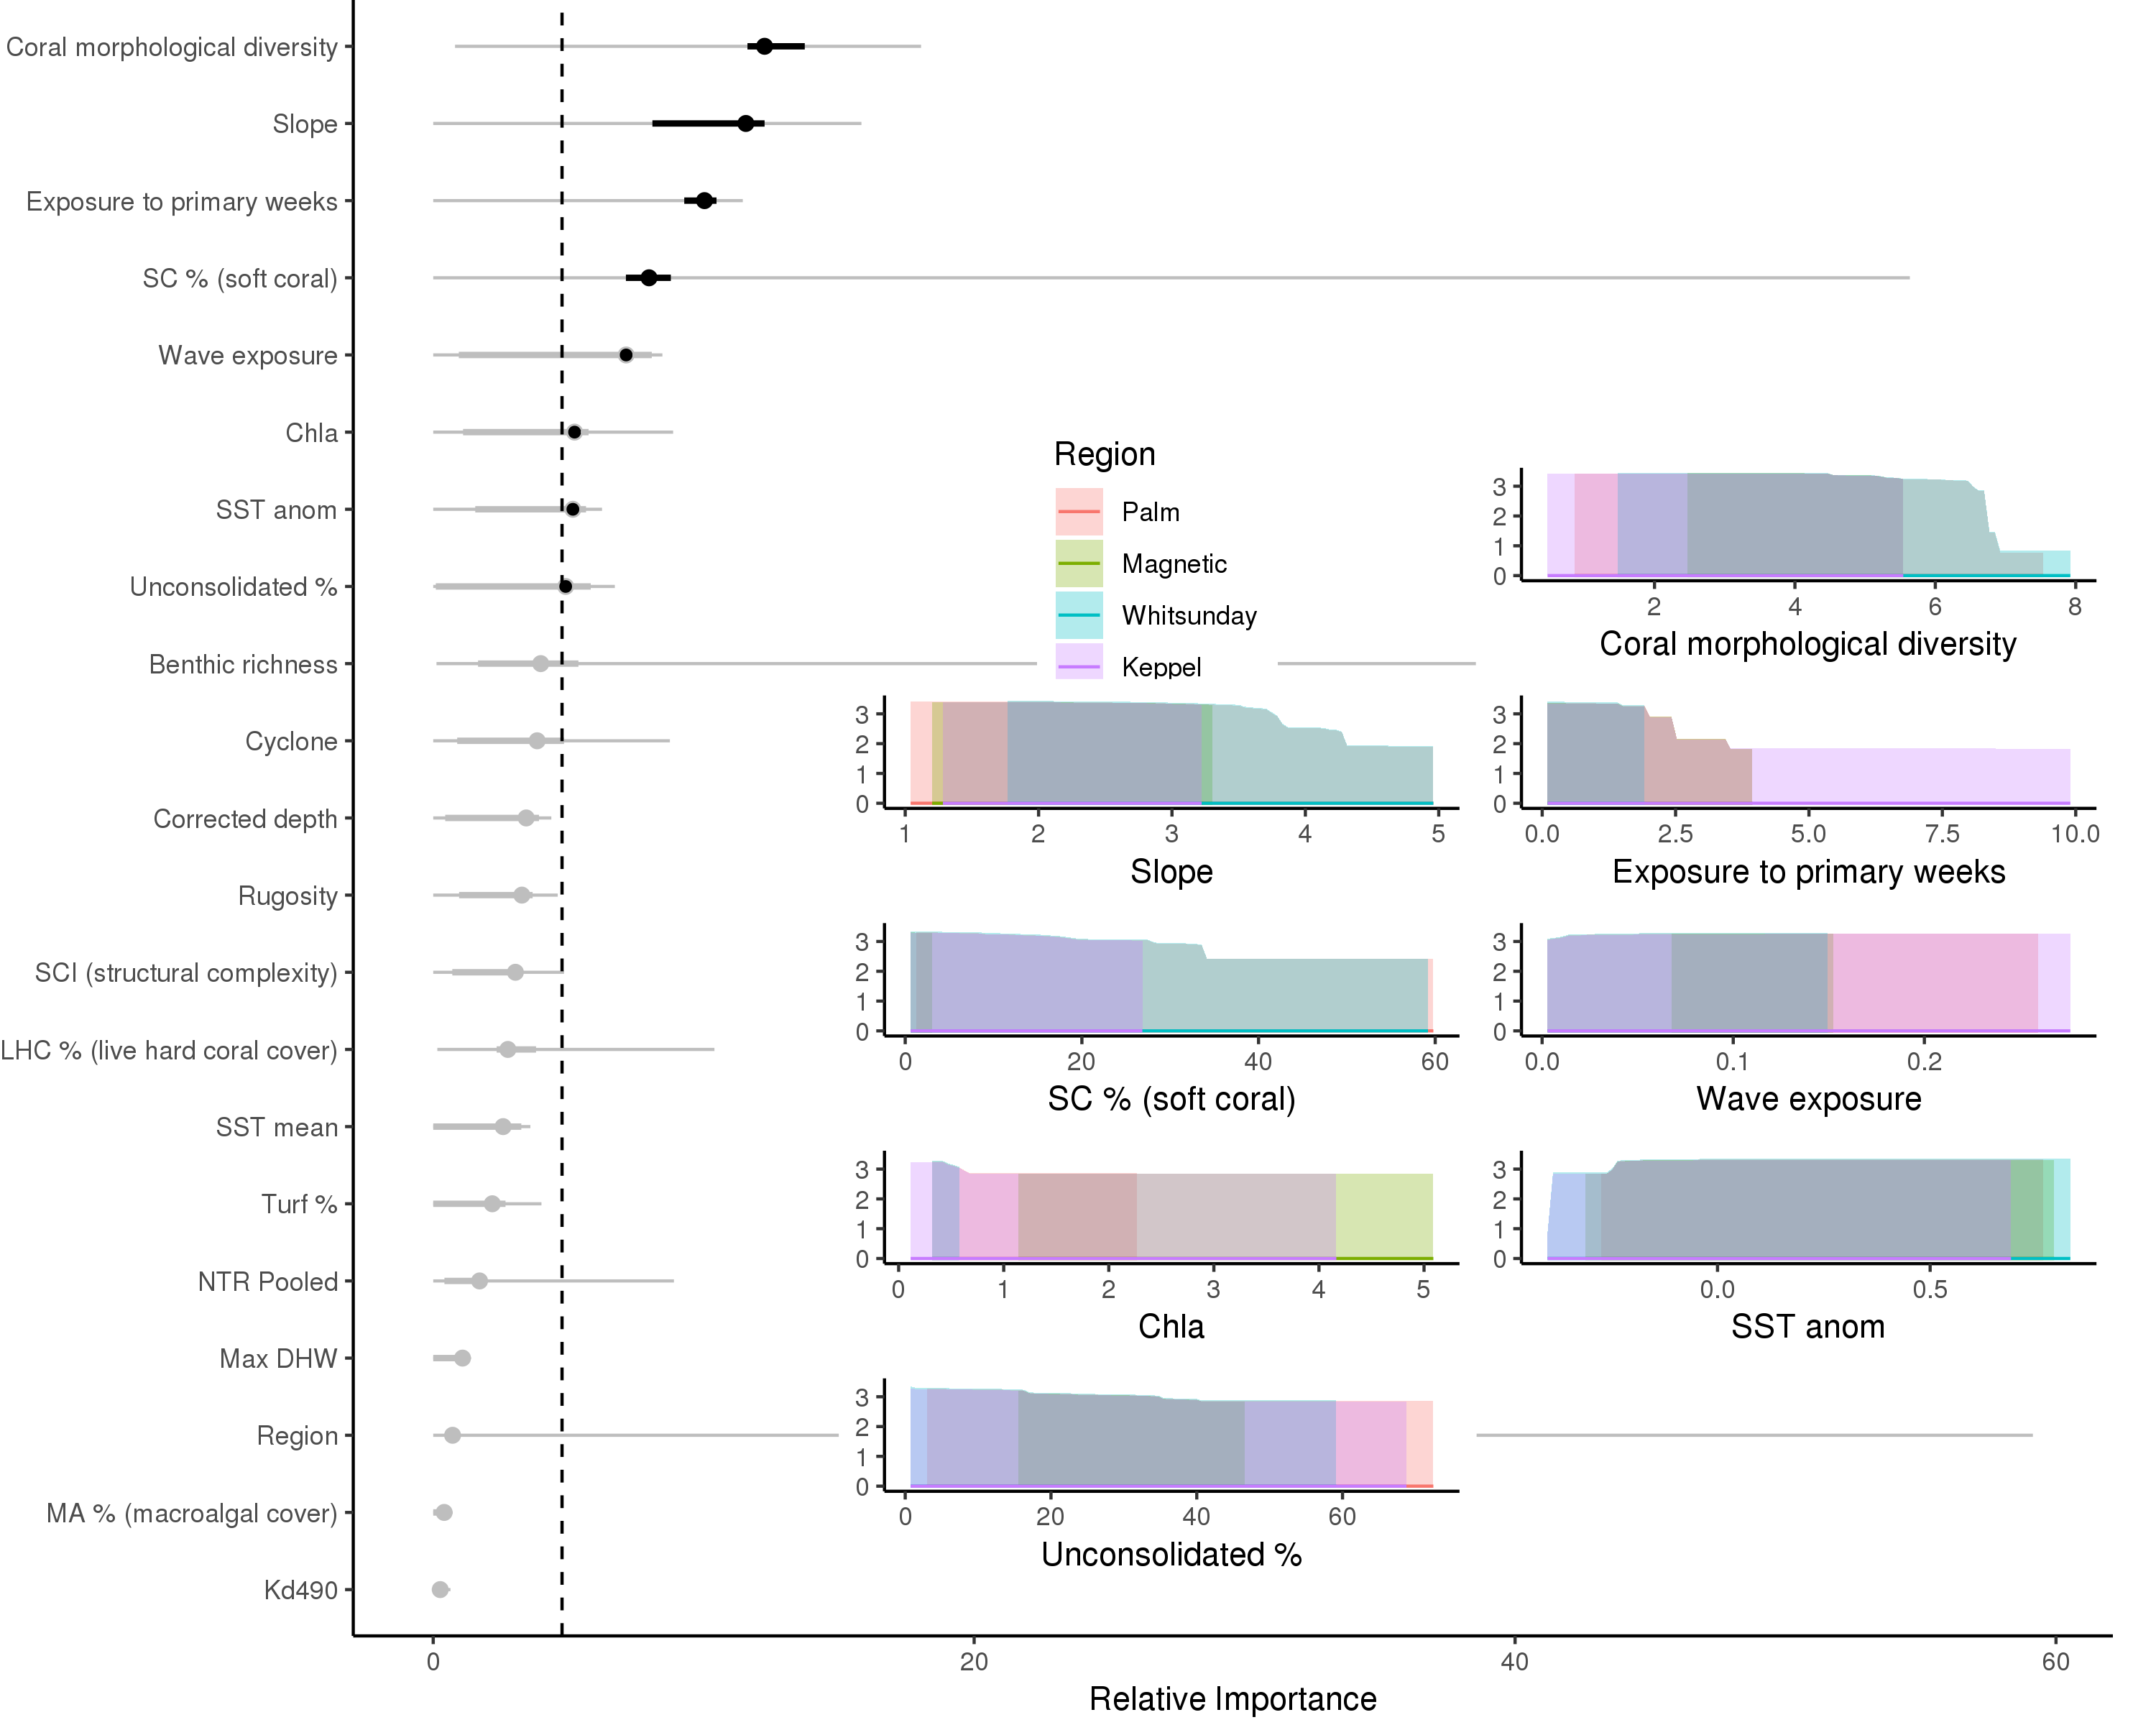 Coral morphological diversity
Slope
Exposure to primary weeks
SC % (soft coral)
Wave exposure
Chla
SST anom
Unconsolidated %
Benthic richness
Cyclone
Corrected depth
Rugosity
SCI (structural complexity)
LHC % (live hard coral cover)
SST mean
Turf %
NTR Pooled
Max DHW
Region
MA % (macroalgal cover)
Kd490
0 20 40 60
Relative Importance
Region
Palm
Magnetic
Whitsunday
Keppel
3
2
1
0
2 4 6 8
Coral morphological diversity
3
2
1
0
1 2 3 4 5
Slope
3
2
1
0
0.0 2.5 5.0 7.5 10.0
Exposure to primary weeks
3
2
1
0
0 20 40 60
SC % (soft coral)
3
2
1
0
0.0 0.1 0.2
Wave exposure
3
2
1
0
0 1 2 3 4 5
Chla
3
2
1
0
0.0 0.5
SST anom
3
2
1
0
0 20 40 60
Unconsolidated %